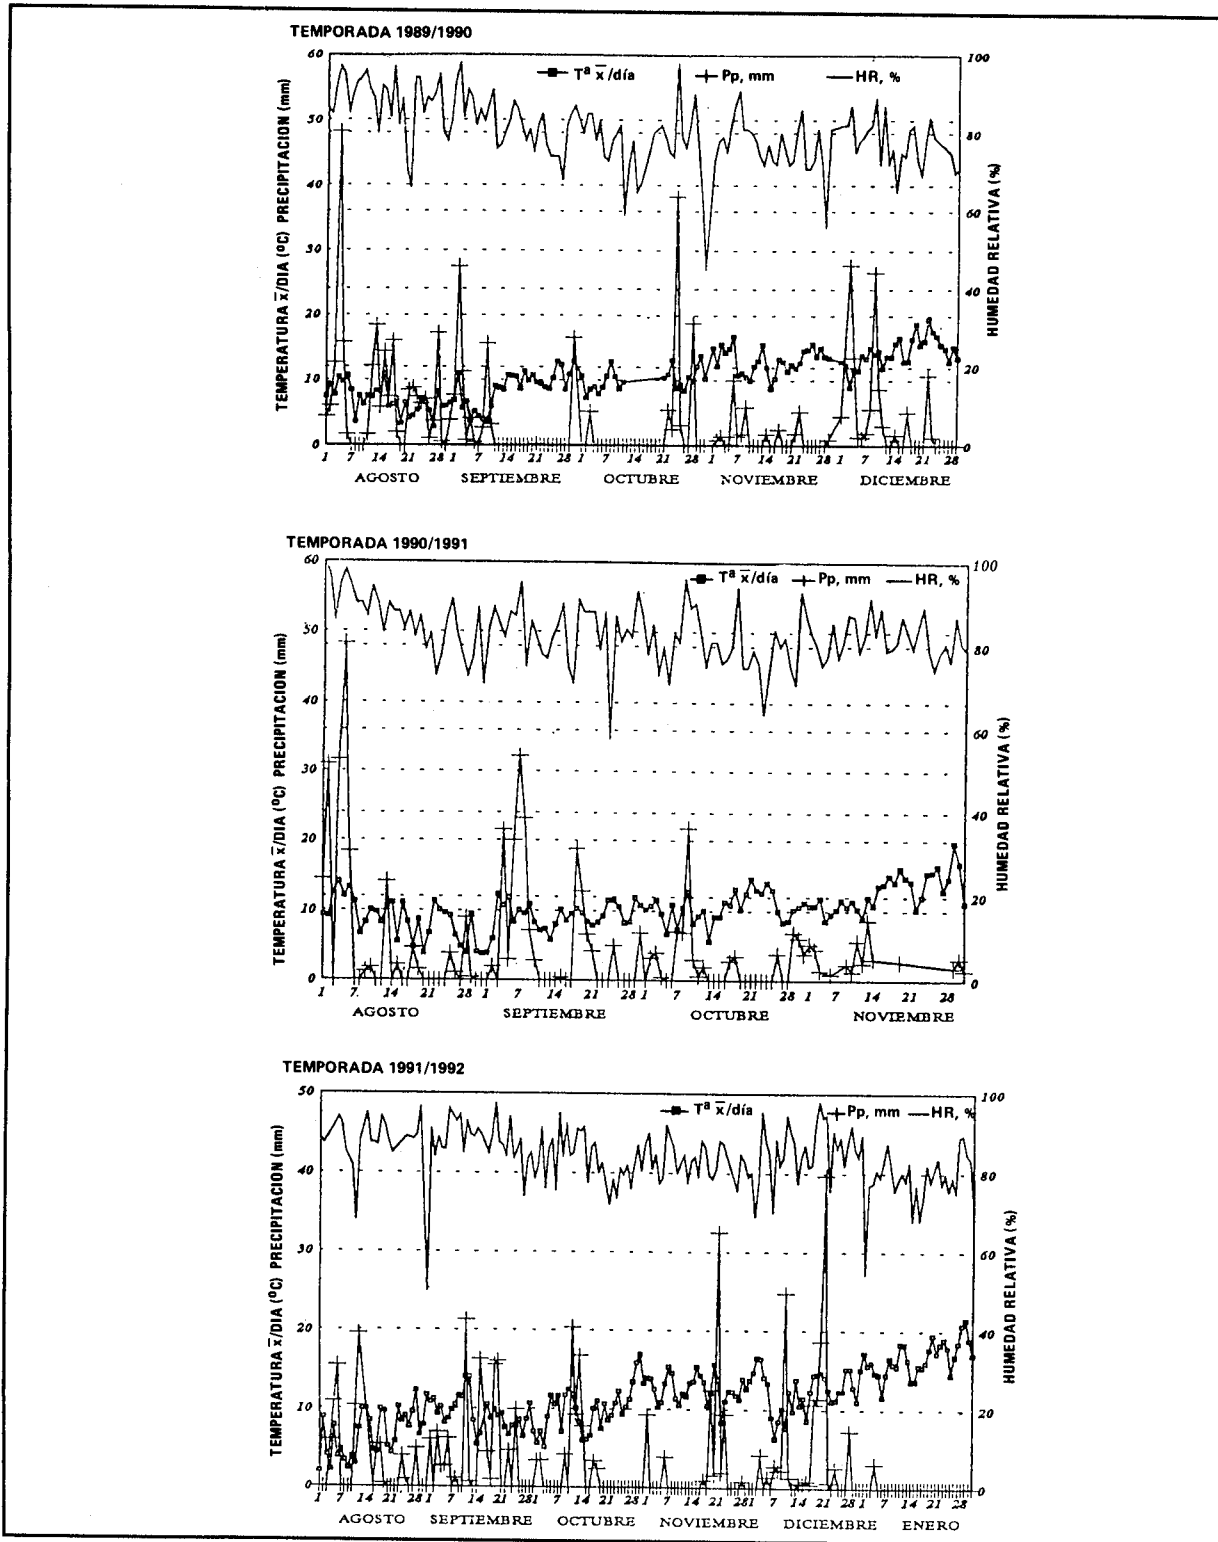 TEMPORADA 1989/1990
Tª x̅/día Pp, mm HR, %
TEMPERATURA x̅/DIA (ºC) PRECIPITACION (mm)
60
50
40
30
20
10
0
100
80
60
40
20
0
HUMEDAD RELATIVA (%)
1 7 14 21 28 1 7 14 21 28 1 7 14 21 28 1 7 14 21 28 1 7 14 21 28
AGOSTO SEPTIEMBRE OCTUBRE NOVIEMBRE DICIEMBRE
TEMPORADA 1990/1991
Tª x̅/día Pp, mm HR, %
TEMPERATURA x̅/DIA (ºC) PRECIPITACION (mm)
60
50
40
30
20
10
0
100
80
60
40
20
0
HUMEDAD RELATIVA (%)
1 7 14 21 28 1 7 14 21 28 1 7 14 21 28 1 7 14 21 28
AGOSTO SEPTIEMBRE OCTUBRE NOVIEMBRE
TEMPORADA 1991/1992
Tª x̅/día Pp, mm HR, %
TEMPERATURA x̅/DIA (ºC) PRECIPITACION (mm)
50
40
30
20
10
0
100
80
60
40
20
0
HUMEDAD RELATIVA (%)
1 7 14 21 28 1 7 14 21 28 1 7 14 21 28 1 7 14 21 28 1 7 14 21 28 1 7 14 21 28
AGOSTO SEPTIEMBRE OCTUBRE NOVIEMBRE DICIEMBRE ENERO